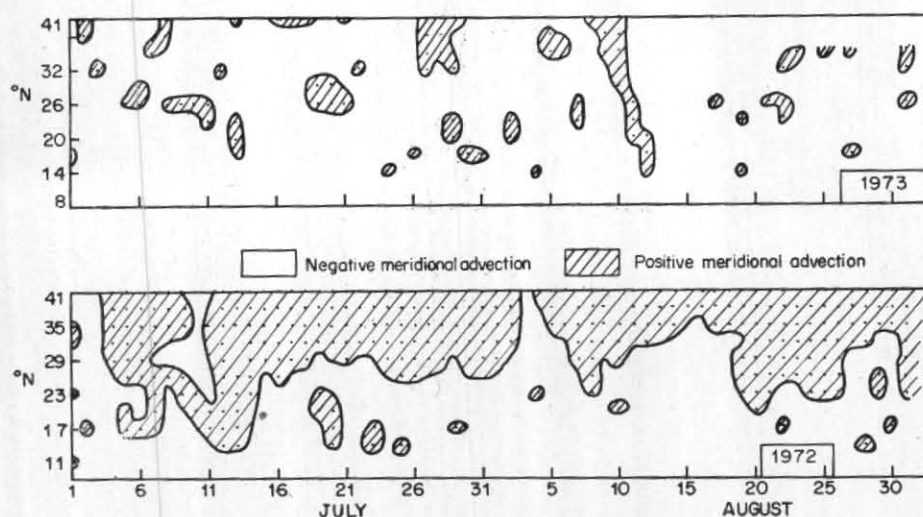 41
32
°N 26
20
14
8
1973
Negative meridional advection Positive meridional advection
41
35
29
°N
23
17
11
1972
1 6 11 16 21 26 31 5 10 15 20 25 30
JULY AUGUST